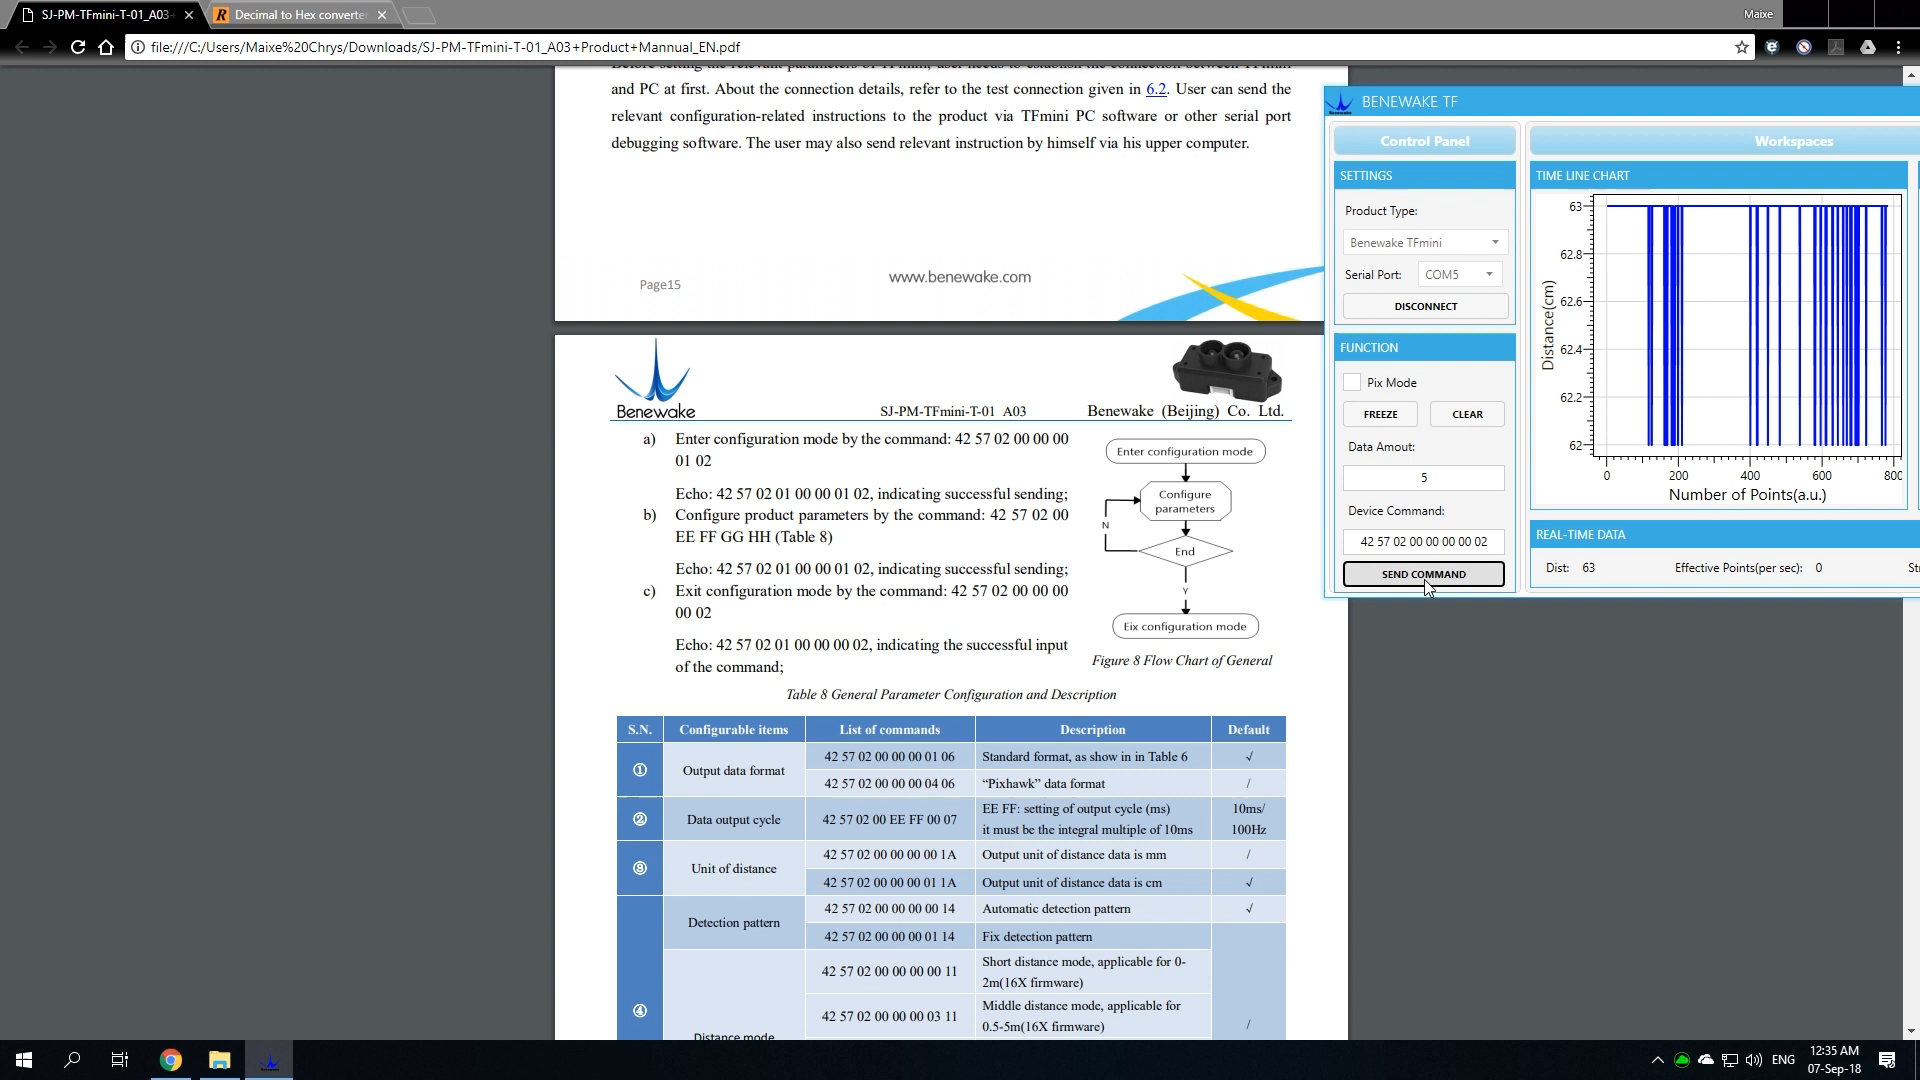 SJ-PM-TFmini-T-01_A03
Decimal to Hex converter
Maixe
file:///C:/Users/Maixe%20Chrys/Downloads/SJ-PM-TFmini-T-01_A03+Product+Mannual_EN.pdf
and PC at first. About the connection details, refer to the test connection given in 6.2. User can send the
relevant configuration-related instructions to the product via TFmini PC software or other serial port
debugging software. The user may also send relevant instruction by himself via his upper computer.
Page15
www.benewake.com
Benewake
SJ-PM-TFmini-T-01 A03
Benewake (Beijing) Co. Ltd.
a) Enter configuration mode by the command: 42 57 02 00 00 00
01 02
Echo: 42 57 02 01 00 00 01 02, indicating successful sending;
b) Configure product parameters by the command: 42 57 02 00
EE FF GG HH (Table 8)
Echo: 42 57 02 01 00 00 01 02, indicating successful sending;
c) Exit configuration mode by the command: 42 57 02 00 00 00
00 02
Echo: 42 57 02 01 00 00 00 02, indicating the successful input
of the command;
Enter configuration mode
Configure
parameters
N
End
Y
Eix configuration mode
Figure 8 Flow Chart of General
Table 8 General Parameter Configuration and Description
S.N. Configurable items List of commands Description Default
① Output data format 42 57 02 00 00 00 01 06 Standard format, as show in in Table 6 √
42 57 02 00 00 00 04 06 “Pixhawk” data format /
② Data output cycle 42 57 02 00 EE FF 00 07 EE FF: setting of output cycle (ms)
it must be the integral multiple of 10ms
10ms/
100Hz
③ Unit of distance 42 57 02 00 00 00 00 1A Output unit of distance data is mm /
42 57 02 00 00 00 01 1A Output unit of distance data is cm √
④ Detection pattern 42 57 02 00 00 00 00 14 Automatic detection pattern √
42 57 02 00 00 00 01 14 Fix detection pattern
42 57 02 00 00 00 00 11 Short distance mode, applicable for 0-
2m(16X firmware)
42 57 02 00 00 00 03 11 Middle distance mode, applicable for
0.5-5m(16X firmware)
/
Distance mode
BENEWAKE TF
Control Panel
SETTINGS
Product Type:
Benewake TFmini
Serial Port: COM5
DISCONNECT
FUNCTION
Pix Mode
FREEZE CLEAR
Data Amout:
5
Device Command:
42 57 02 00 00 00 00 02
SEND COMMAND
Workspaces
TIME LINE CHART
Distance(cm)
63
62.8
62.6
62.4
62.2
62
0 200 400 600 800
Number of Points(a.u.)
REAL-TIME DATA
Dist: 63 Effective Points(per sec): 0
ENG
12:35 AM
07-Sep-18